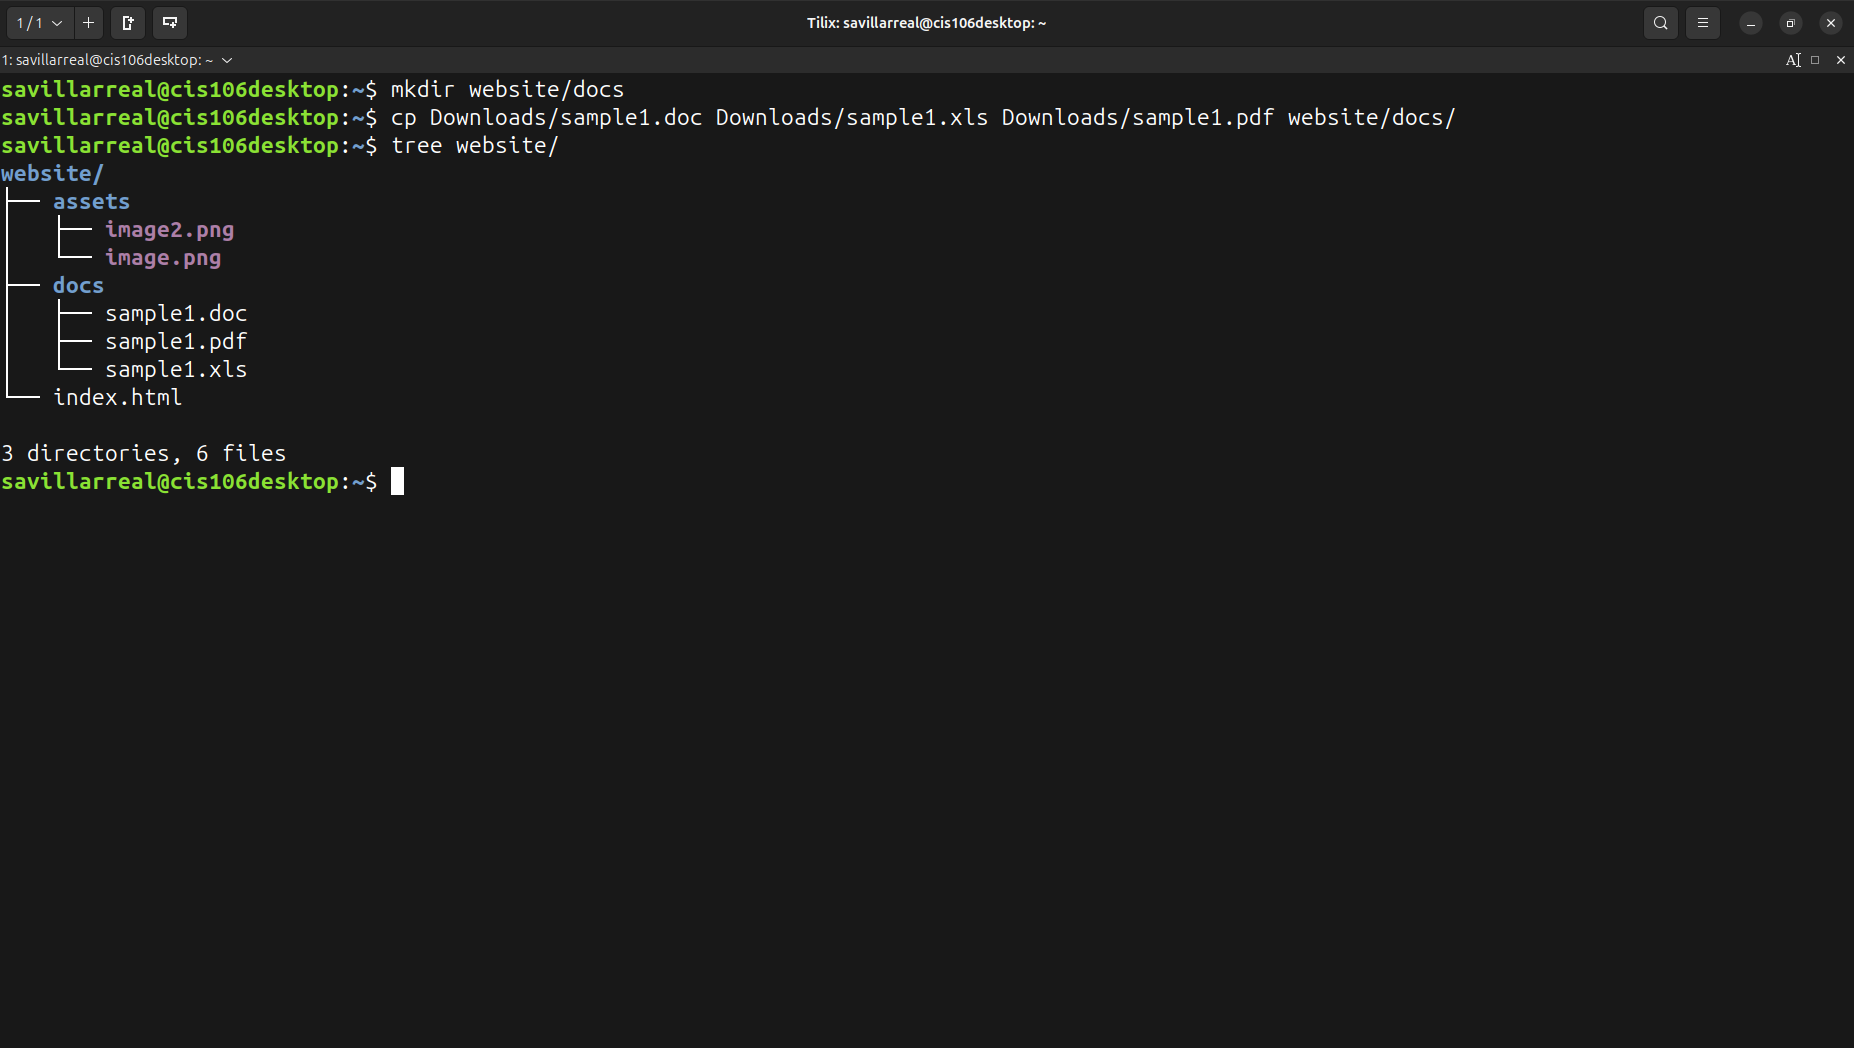 1 / 1
Tilix: savillarreal@cis106desktop: ~
1: savillarreal@cis106desktop: ~
savillarreal@cis106desktop:~$ mkdir website/docs
savillarreal@cis106desktop:~$ cp Downloads/sample1.doc Downloads/sample1.xls Downloads/sample1.pdf website/docs/
savillarreal@cis106desktop:~$ tree website/
website/
├── assets
│   ├── image2.png
│   └── image.png
├── docs
│   ├── sample1.doc
│   ├── sample1.pdf
│   └── sample1.xls
└── index.html
3 directories, 6 files
savillarreal@cis106desktop:~$